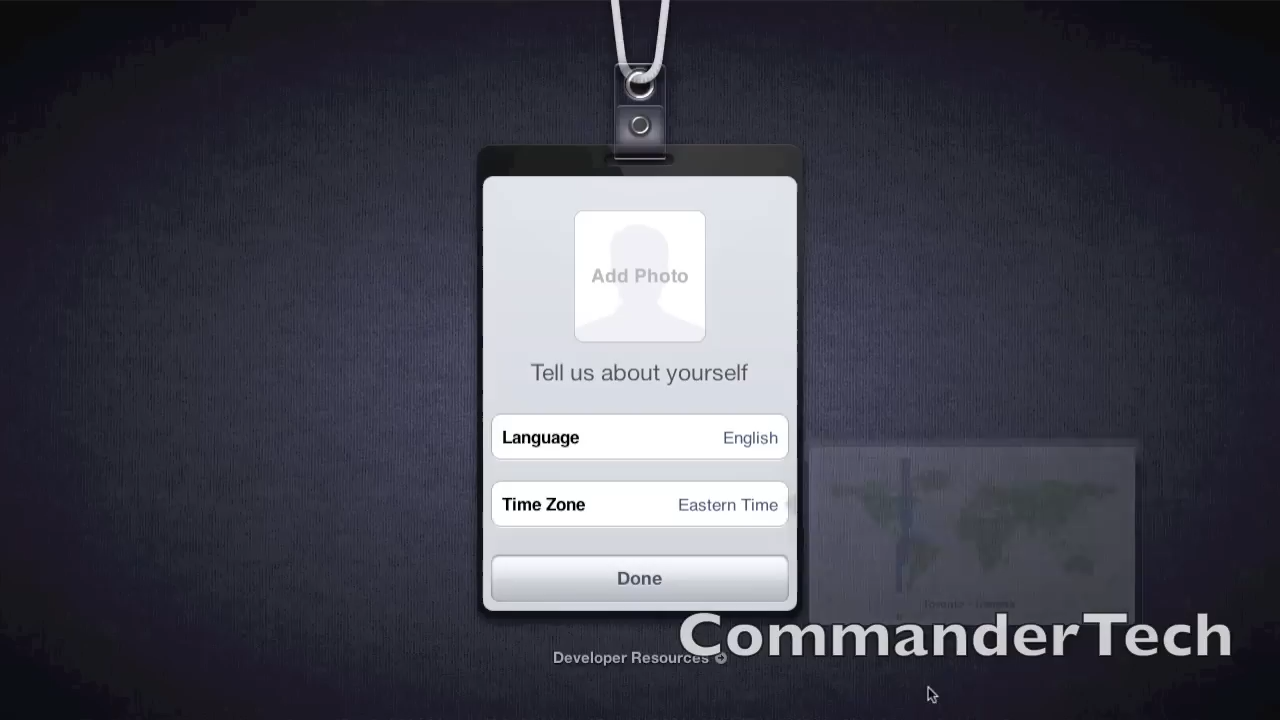 Add Photo
Tell us about yourself
Language English
Time Zone Eastern Time
Done
Developer Resources
CommanderTech